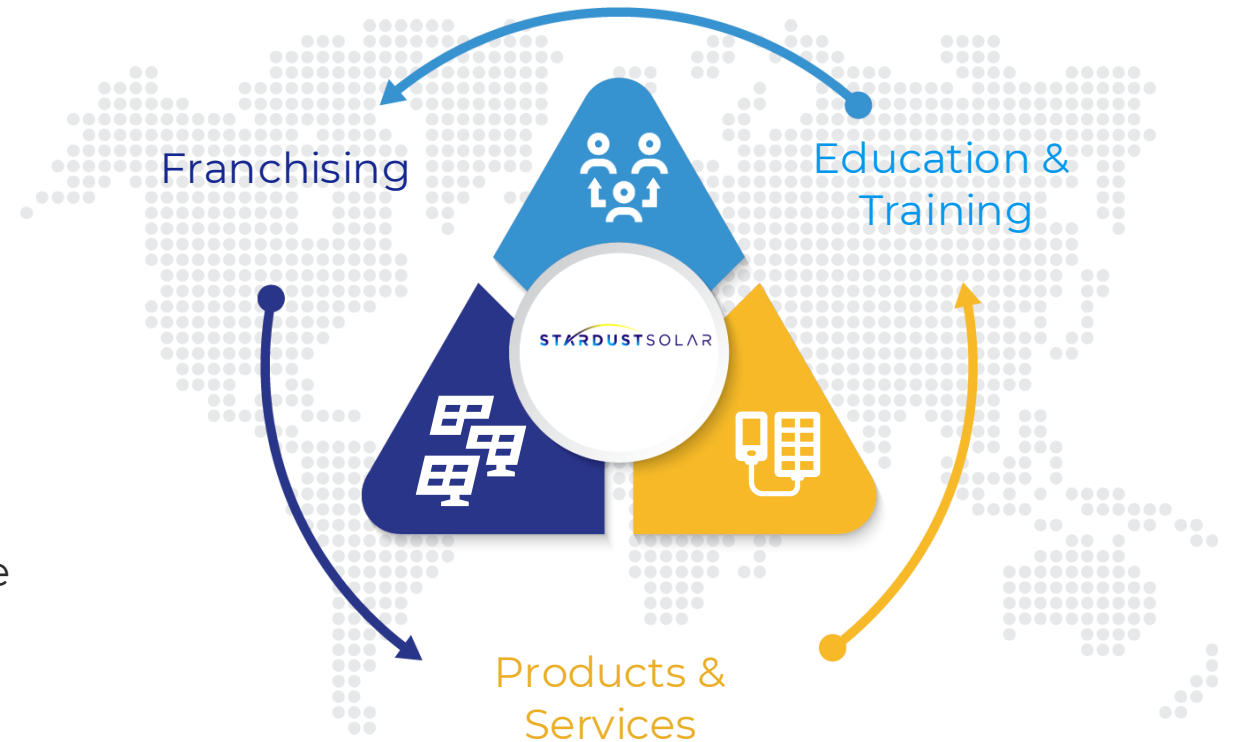 Franchising
Education &
Training
STARDUSTSOLAR
e
Products &
Services